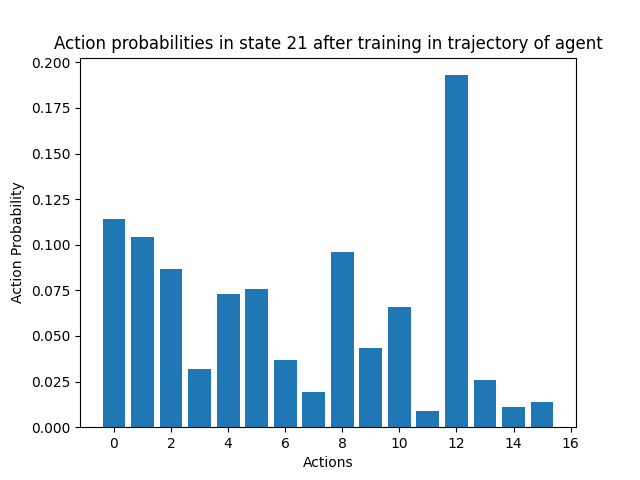 Action probabilities in state 21 after training in trajectory of agent
0.200
0.175
0.150
0.125
0.100
0.075
0.050
0.025
0.000
Action Probability
0 2 4 6 8 10 12 14 16
Actions